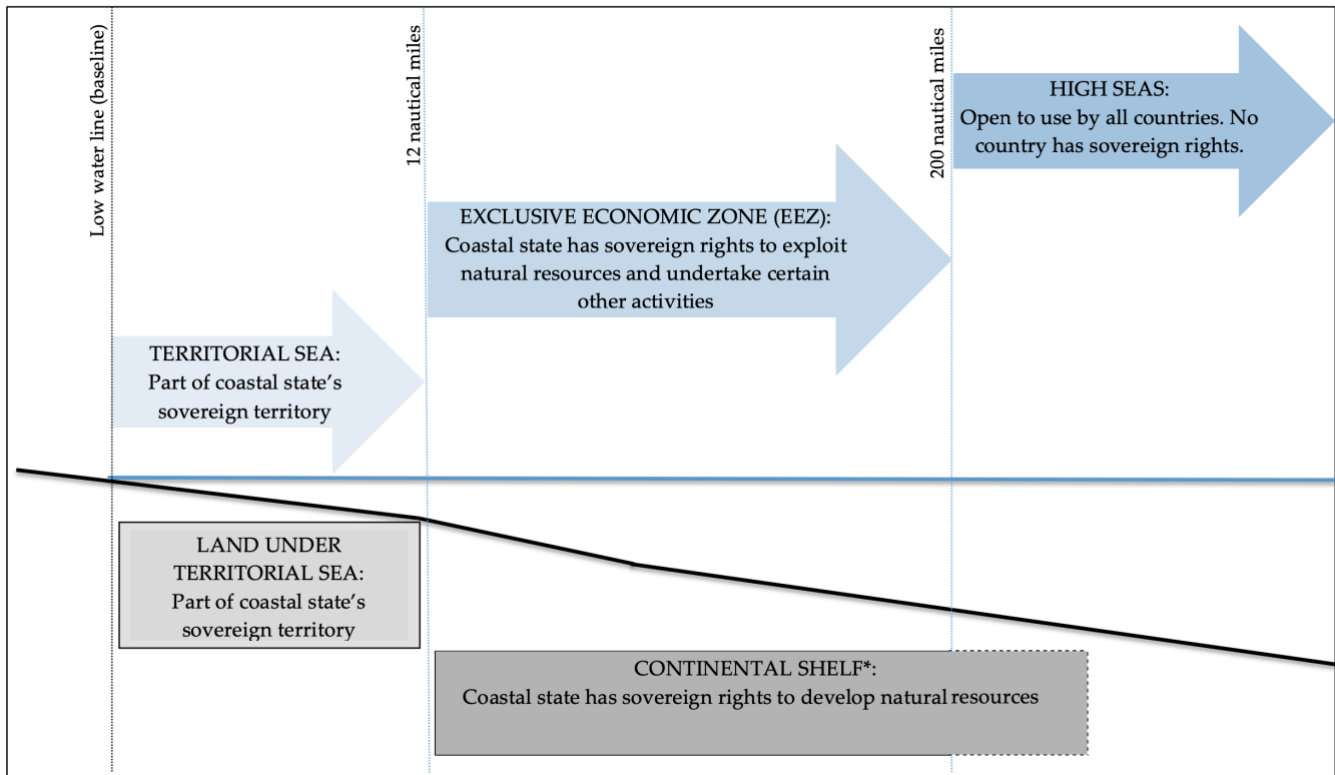 Low water line (baseline)
12 nautical miles
200 nautical miles
HIGH SEAS:
Open to use by all countries. No
country has sovereign rights.
EXCLUSIVE ECONOMIC ZONE (EEZ):
Coastal state has sovereign rights to exploit
natural resources and undertake certain
other activities
TERRITORIAL SEA:
Part of coastal state’s
sovereign territory
LAND UNDER
TERRITORIAL SEA:
Part of coastal state’s
sovereign territory
CONTINENTAL SHELF*:
Coastal state has sovereign rights to develop natural resources